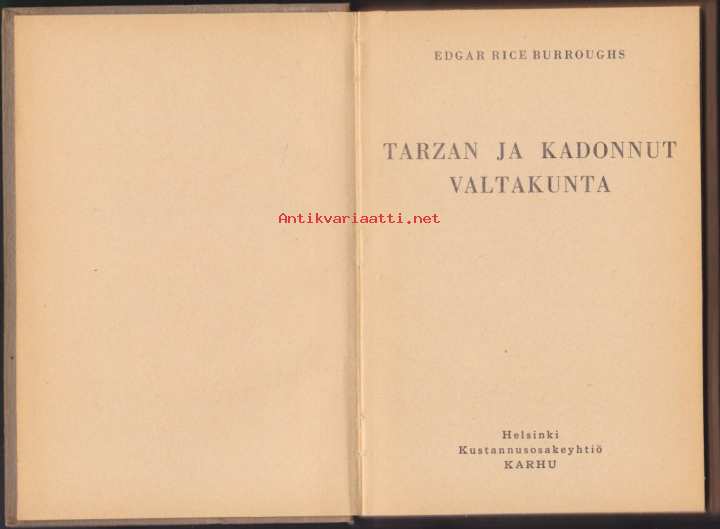 EDGAR RICE BURROUGHS
TARZAN JA KADONNUT
VALTAKUNTA
Antikvariaatti.net
Helsinki
Kustannusosakeyhtiö
KARHU